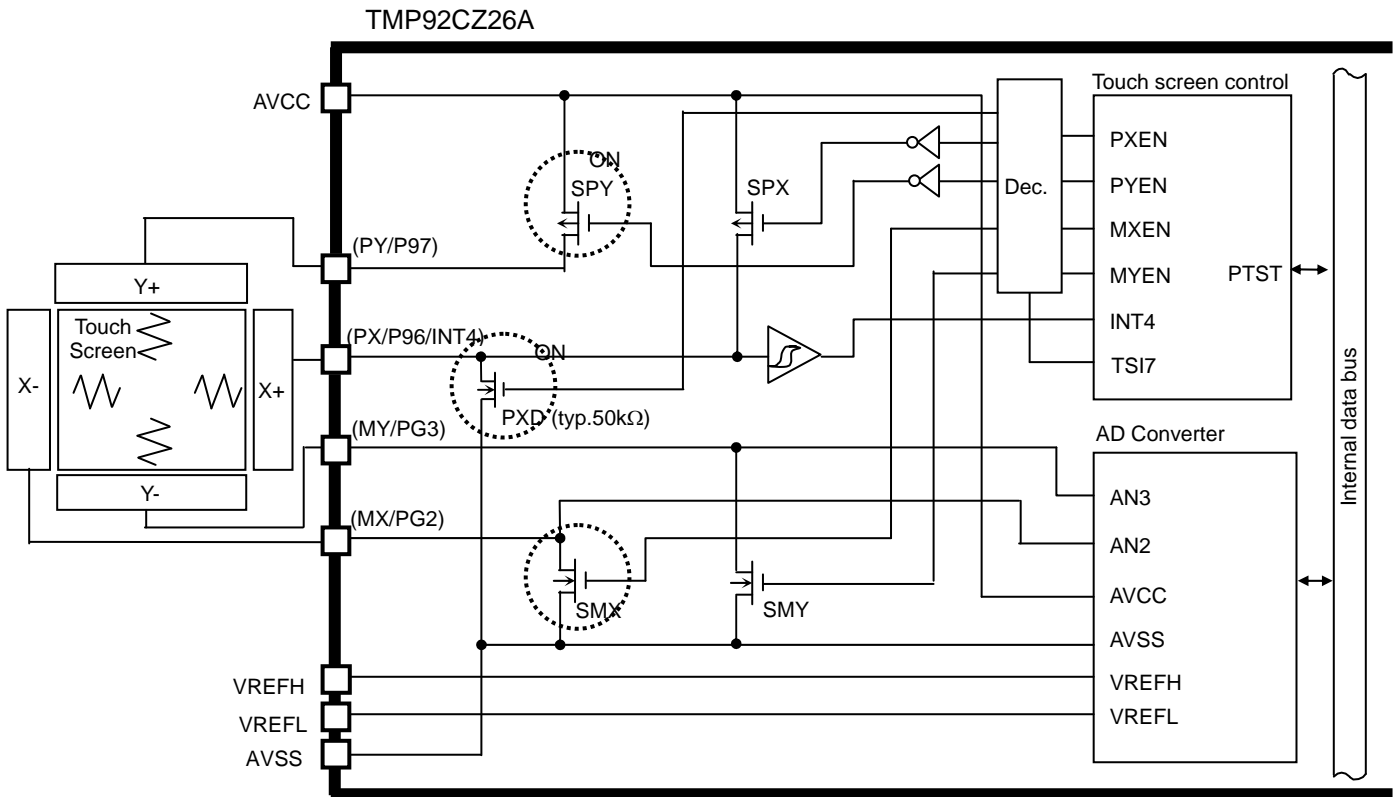 TMP92CZ26A
AVCC
ON
SPY
SPX
Dec.
Touch screen control
PXEN
PYEN
MXEN
MYEN
PTST
INT4
TSI7
Internal data bus
(PY/P97)
Y+
Touch
Screen
X-
X+
Y-
(PX/P96/INT4)
ON
PXD (typ.50kΩ)
(MY/PG3)
(MX/PG2)
SMX
SMY
AD Converter
AN3
AN2
AVCC
AVSS
VREFH
VREFL
VREFH
VREFL
AVSS